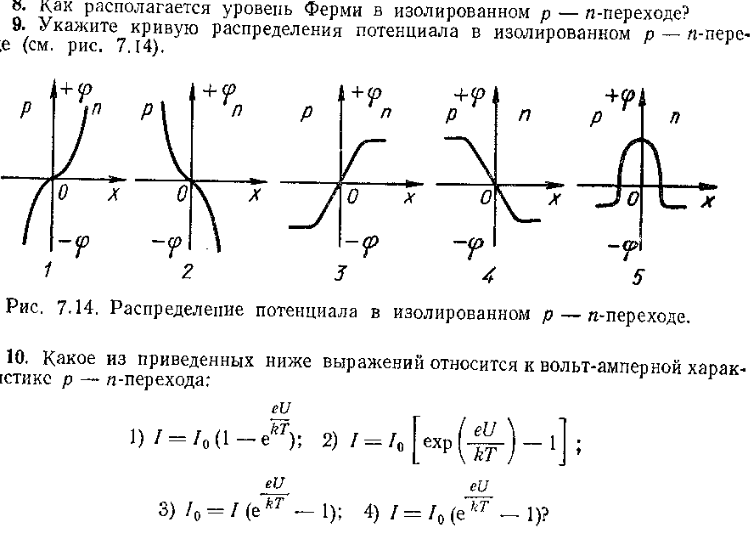 8. Как располагается уровень Ферми в изолированном p — n-переходе?
9. Укажите кривую распределения потенциала в изолированном p — n-пере-
е (см. рис. 7.14).
+φ +φ +φ +φ +φ
p n p n p n p n p n
0 x 0 x 0 x 0 x 0 x
−φ −φ −φ −φ −φ
1 2 3 4 5
Рис. 7.14. Распределение потенциала в изолированном p — n-переходе.
10. Какое из приведенных ниже выражений относится к вольт-амперной харак-
истике p — n-перехода:
1) I = I₀ (1 — e^{eU/kT}); 2) I = I₀ [exp(eU/kT) — 1] ;
3) I₀ = I (e^{eU/kT} — 1); 4) I = I₀ (e^{eU/kT} — 1)?